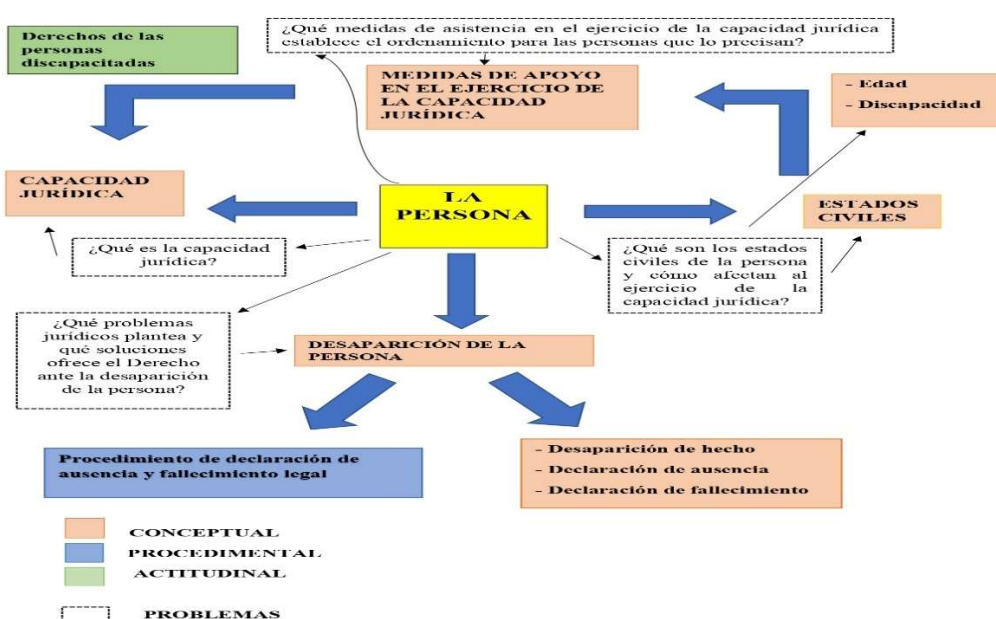 Derechos de las
personas
discapacitadas
¿Qué medidas de asistencia en el ejercicio de la capacidad jurídica
establece el ordenamiento para las personas que lo precisan?
MEDIDAS DE APOYO
EN EL EJERCICIO DE
LA CAPACIDAD
JURÍDICA
- Edad
- Discapacidad
CAPACIDAD
JURÍDICA
LA
PERSONA
ESTADOS
CIVILES
¿Qué es la capacidad
jurídica?
¿Qué son los estados
civiles de la persona
y cómo afectan al
ejercicio de la
capacidad jurídica?
¿Qué problemas
jurídicos plantea y
qué soluciones
ofrece el Derecho
ante la desaparición
de la persona?
DESAPARICIÓN DE LA
PERSONA
Procedimiento de declaración de
ausencia y fallecimiento legal
- Desaparición de hecho
- Declaración de ausencia
- Declaración de fallecimiento
CONCEPTUAL
PROCEDIMENTAL
ACTITUDINAL
PROBLEMAS